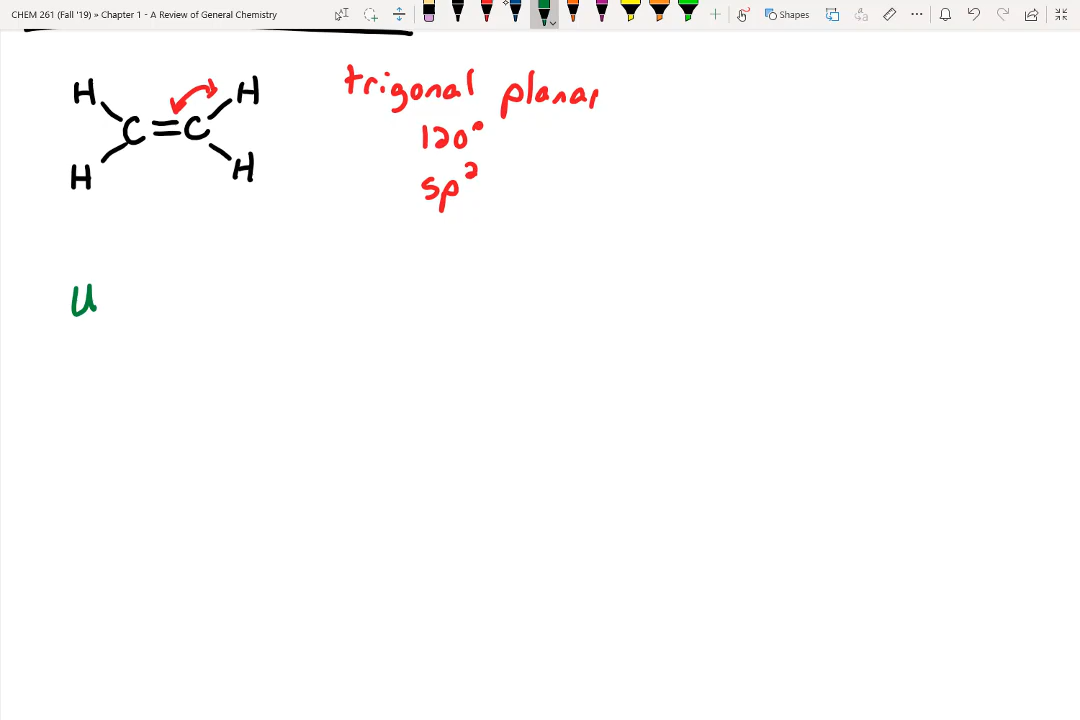 CHEM 261 (Fall '19) » Chapter 1 - A Review of General Chemistry
Shapes
H H
C=C
H H
trigonal planar
120°
sp²
u